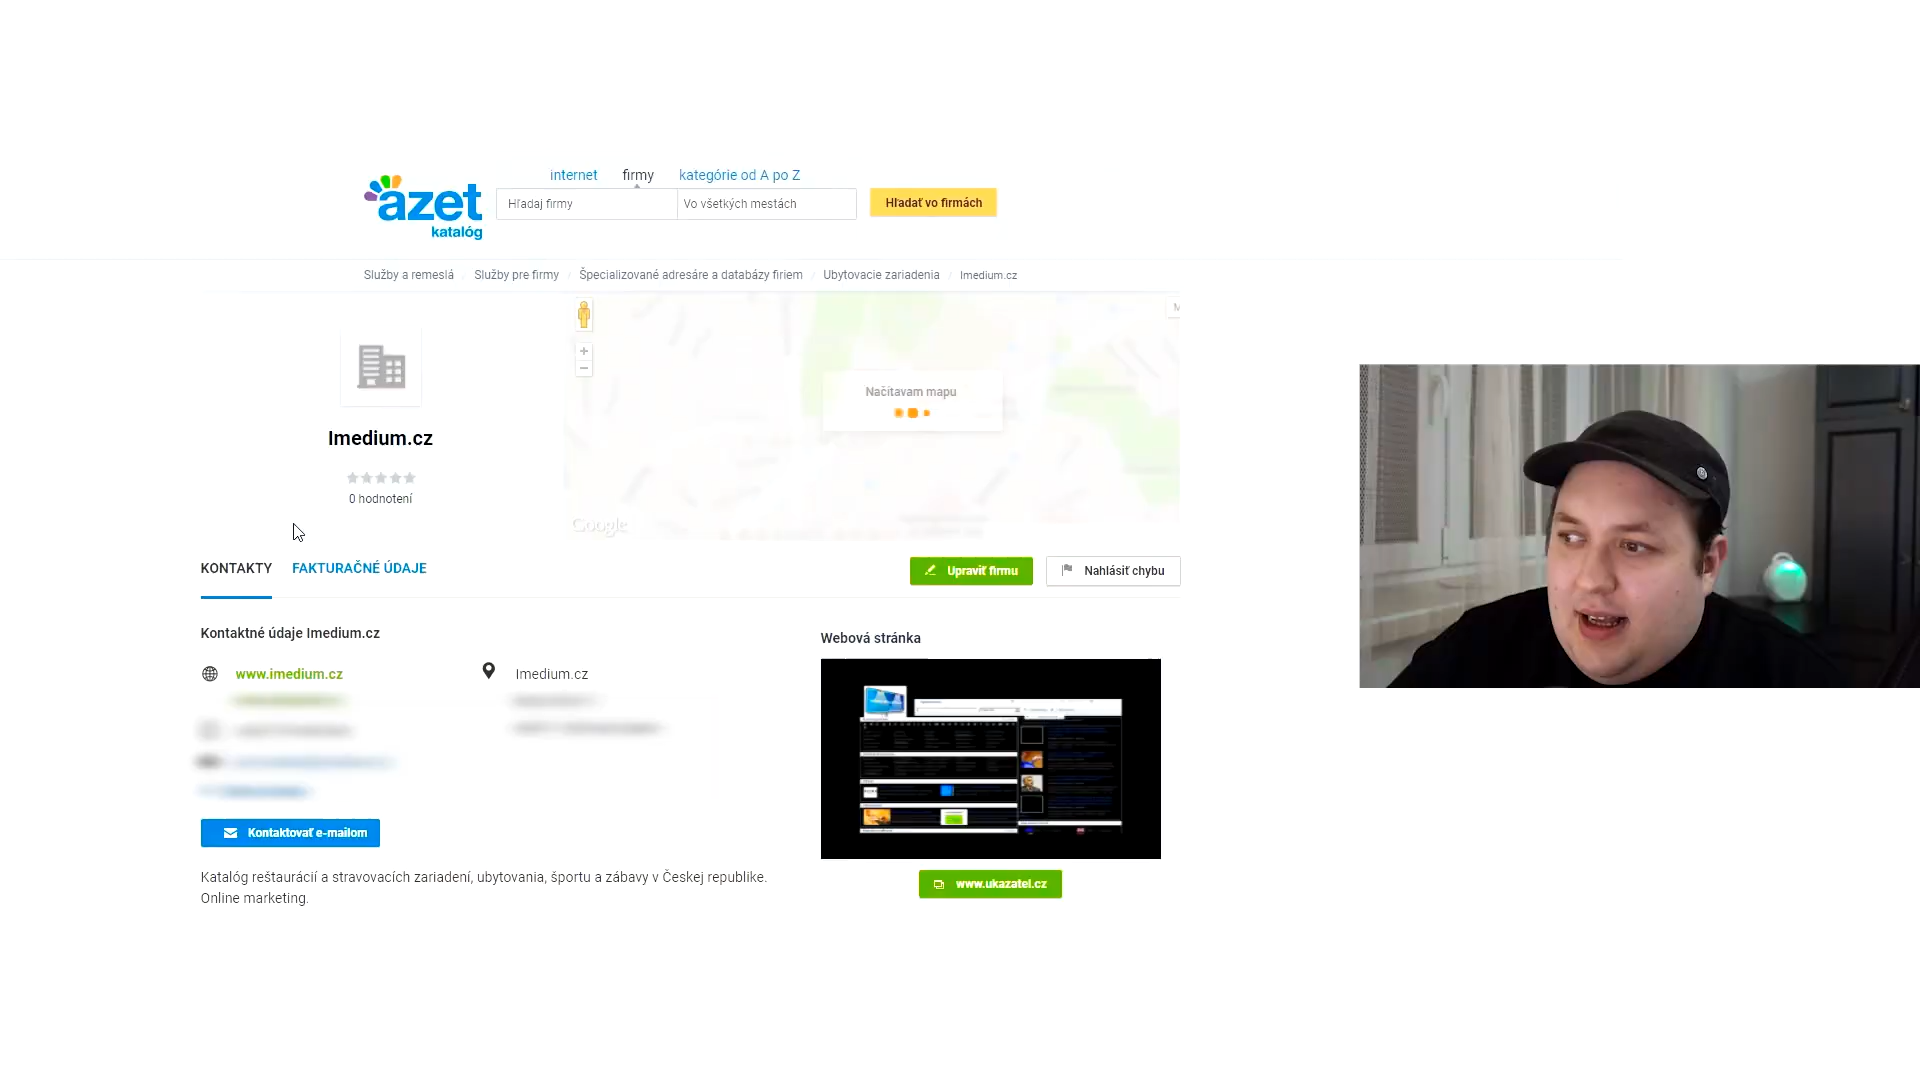 internet firmy kategórie od A po Z
azet
katalóg
Hľadaj firmy Vo všetkých mestách Hľadať vo firmách
Služby a remeslá / Služby pre firmy / Špecializované adresáre a databázy firiem / Ubytovacie zariadenia / Imedium.cz
M
Načítavam mapu
Imedium.cz
0 hodnotení
Google
KONTAKTY FAKTURAČNÉ ÚDAJE Upraviť firmu Nahlásiť chybu
Kontaktné údaje Imedium.cz
www.imedium.cz Imedium.cz
Kontaktovať e-mailom
Katalóg reštaurácií a stravovacích zariadení, ubytovania, športu a zábavy v Českej republike.
Online marketing.
Webová stránka
www.ukazatel.cz